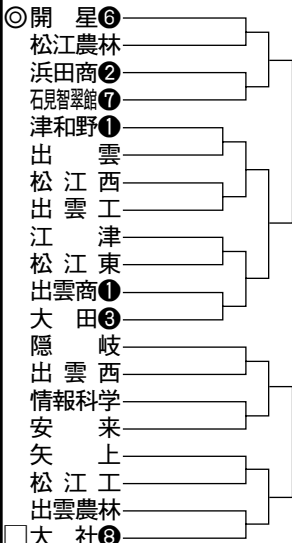 ◎開星❻
松江農林
浜田商❷
石見智翠館❼
津和野❶
出雲
松江西
出雲工
江津
松江東
出雲商❶
大田❸
隠岐
出雲西
情報科学
安来
矢上
松江工
出雲農林
□大社❽